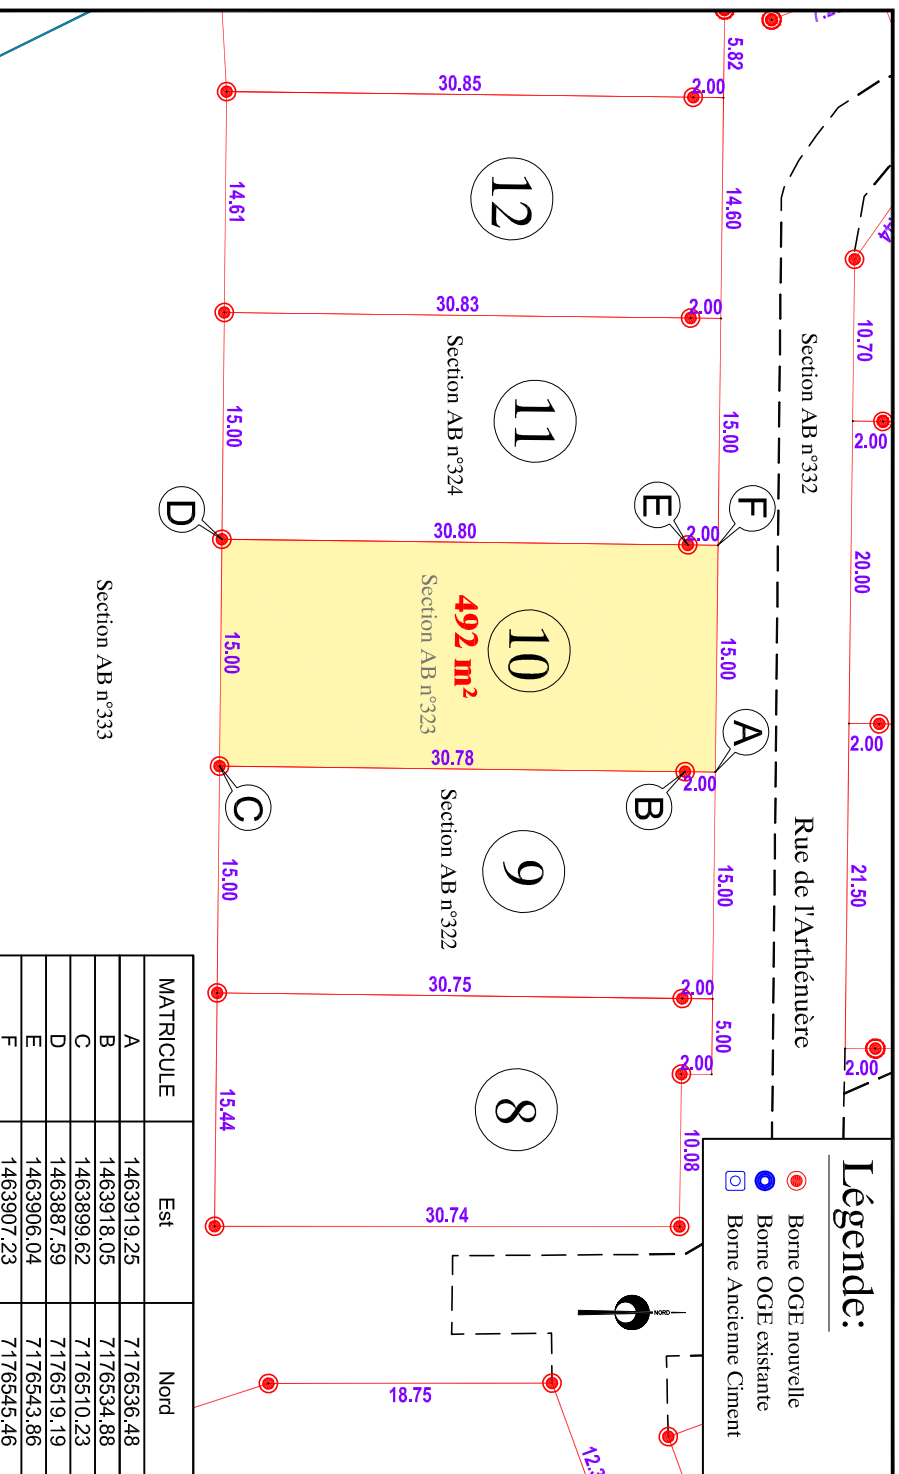 Légende:
Borne OGE nouvelle
Borne OGE existante
Borne Ancienne Ciment
NORD
Rue de l'Arthénuère
Section AB n°332
10.70
20.00
21.50
2.00
2.00
2.00
5.82
14.60
15.00
15.00
15.00
5.00
10.08
2.00
2.00
2.00
2.00
2.00
2.00
F
A
E
B
12
11
10
9
8
492 m²
Section AB n°324
Section AB n°323
Section AB n°322
30.85
30.83
30.80
30.78
30.75
30.74
18.75
D
C
14.61
15.00
15.00
15.00
15.44
Section AB n°333
MATRICULE Est Nord
A 1463919.25 7176536.48
B 1463918.05 7176534.88
C 1463899.62 7176510.23
D 1463887.59 7176519.19
E 1463906.04 7176543.86
F 1463907.23 7176545.46